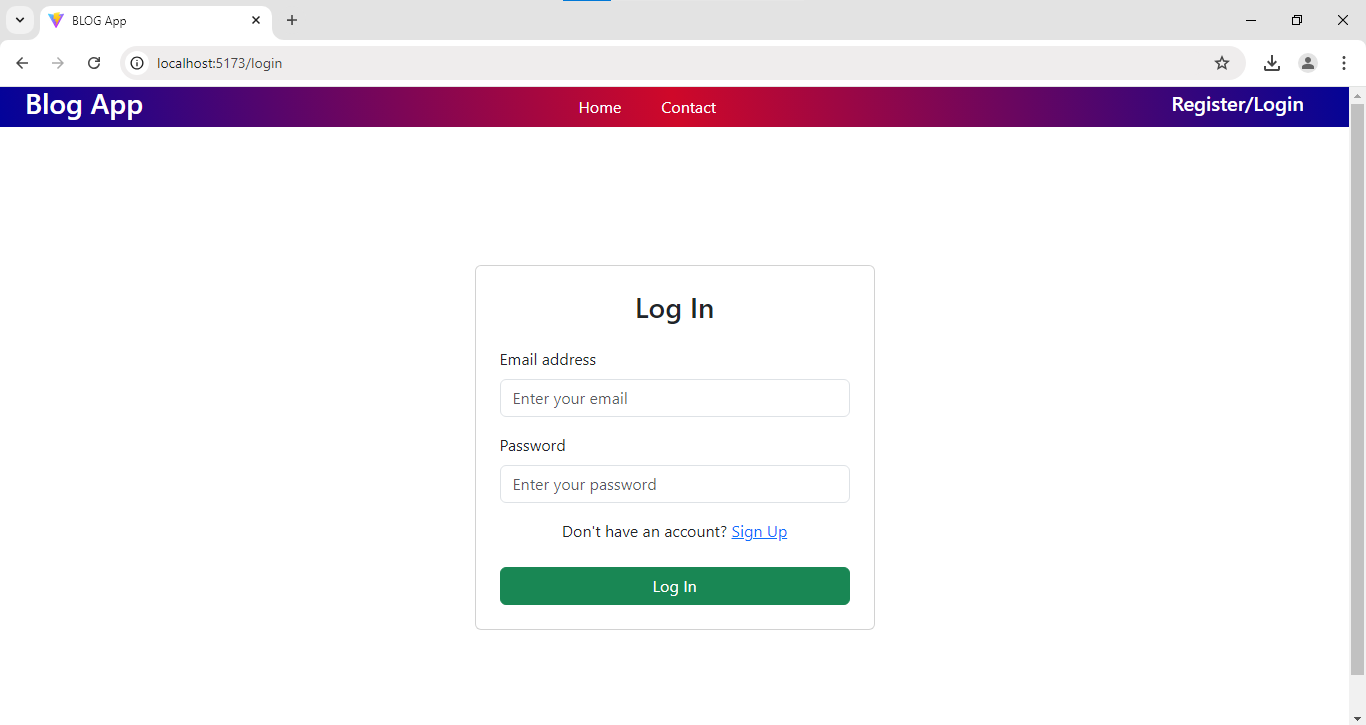 BLOG App
localhost:5173/login
Blog App Home Contact Register/Login
Log In
Email address
Enter your email
Password
Enter your password
Don't have an account? Sign Up
Log In